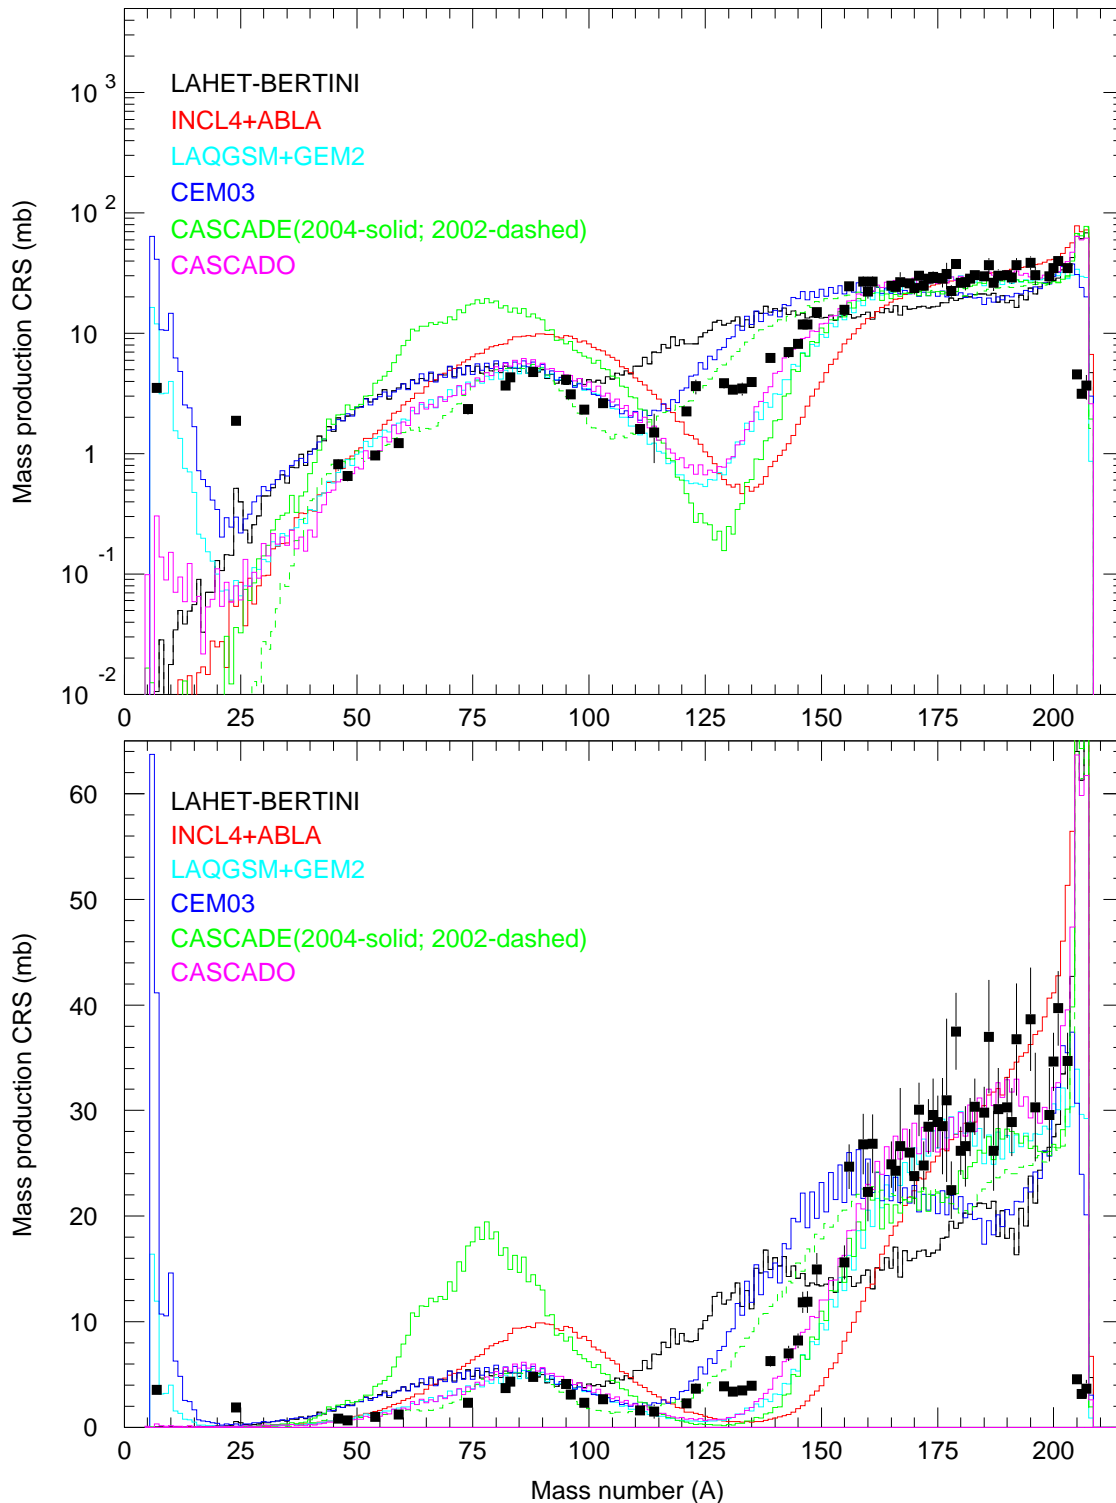 10^3
10^2
10
1
10^-1
10^-2
Mass production CRS (mb)
LAHET-BERTINI
INCL4+ABLA
LAQGSM+GEM2
CEM03
CASCADE(2004-solid; 2002-dashed)
CASCADO
0 25 50 75 100 125 150 175 200
60
50
40
30
20
10
0
Mass production CRS (mb)
LAHET-BERTINI
INCL4+ABLA
LAQGSM+GEM2
CEM03
CASCADE(2004-solid; 2002-dashed)
CASCADO
0 25 50 75 100 125 150 175 200
Mass number (A)